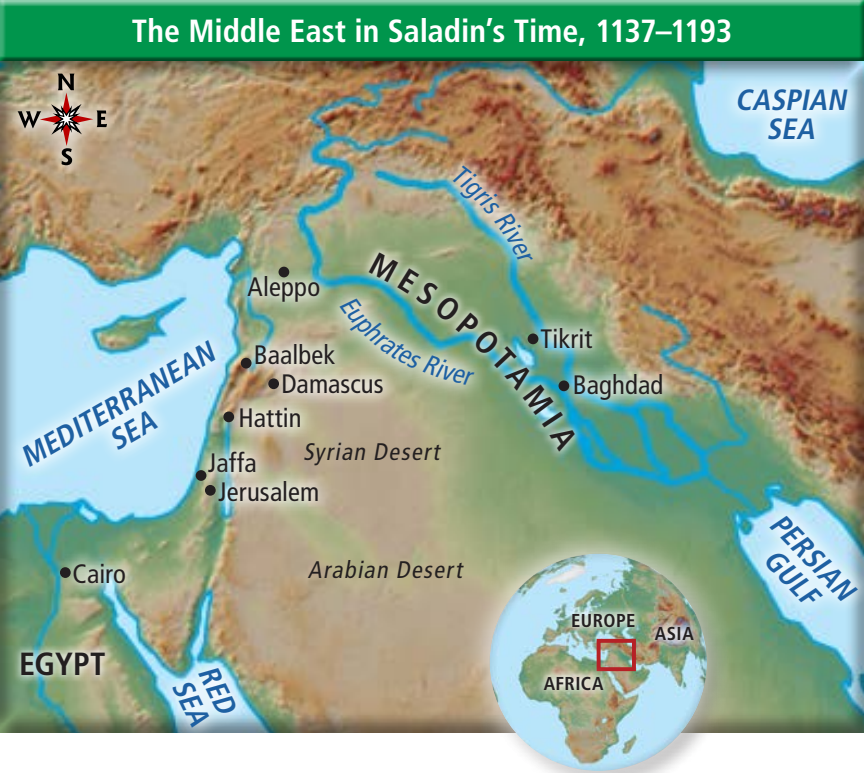 The Middle East in Saladin’s Time, 1137–1193
N
W E
S
CASPIAN
SEA
Tigris River
MESOPOTAMIA
Aleppo
Euphrates River
Tikrit
Baalbek
Baghdad
Damascus
MEDITERRANEAN
SEA
Hattin
Syrian Desert
Jaffa
Jerusalem
PERSIAN
GULF
Cairo
Arabian Desert
EGYPT
RED
SEA
EUROPE
ASIA
AFRICA